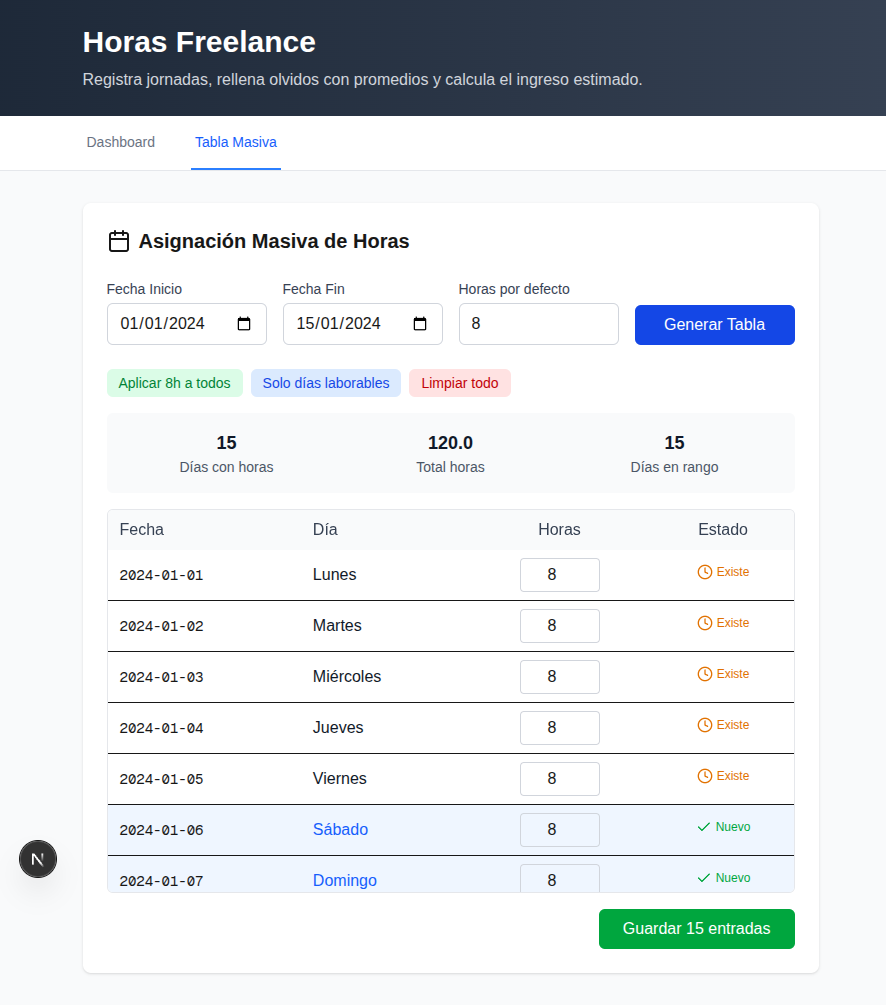 Horas Freelance
Registra jornadas, rellena olvidos con promedios y calcula el ingreso estimado.
Dashboard Tabla Masiva
Asignación Masiva de Horas
Fecha Inicio Fecha Fin Horas por defecto
01/01/2024 15/01/2024 8 Generar Tabla
Aplicar 8h a todos Solo días laborables Limpiar todo
15 120.0 15
Días con horas Total horas Días en rango
Fecha Día Horas Estado
2024-01-01 Lunes 8 Existe
2024-01-02 Martes 8 Existe
2024-01-03 Miércoles 8 Existe
2024-01-04 Jueves 8 Existe
2024-01-05 Viernes 8 Existe
2024-01-06 Sábado 8 Nuevo
2024-01-07 Domingo 8 Nuevo
N
Guardar 15 entradas